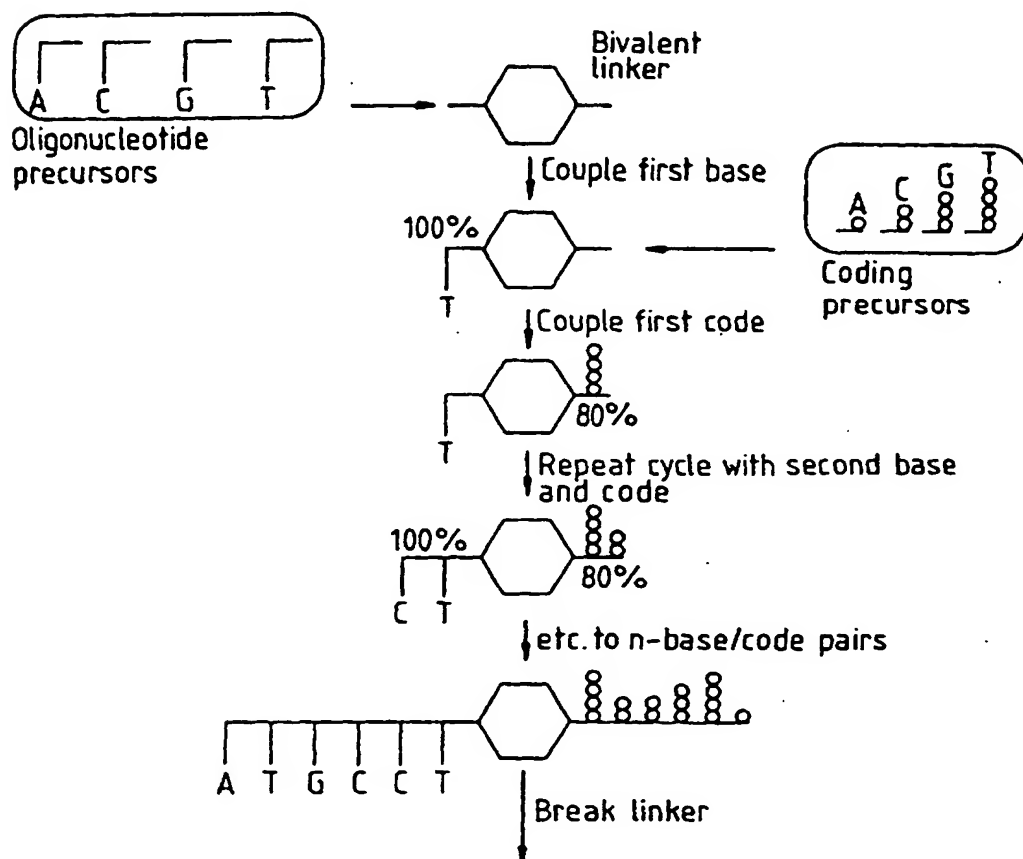 A C G T
Oligonucleotide
precursors
Bivalent
linker
Couple first base
A C G T
Coding
precursors
100%
T
Couple first code
T
80%
Repeat cycle with second base
and code
100%
C T
80%
etc. to n-base/code pairs
A T G C C T
Break linker